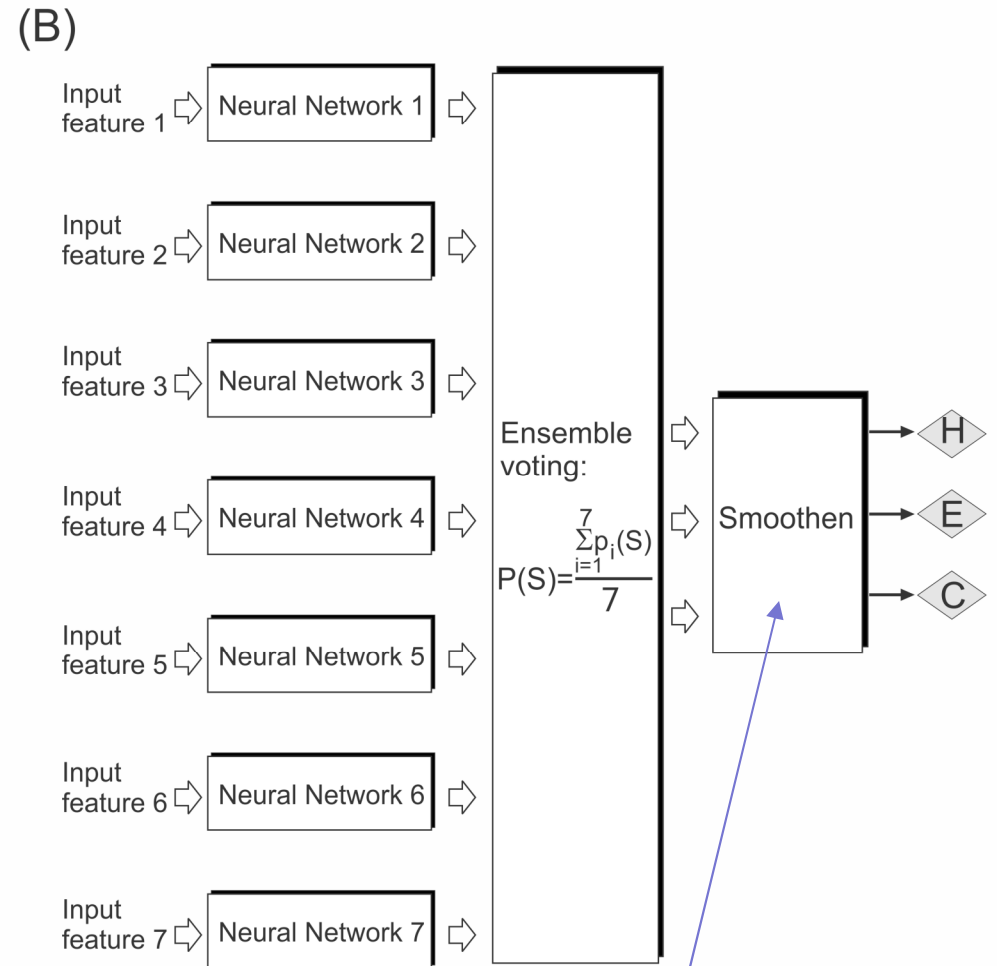 (B)
Input
feature 1
Neural Network 1
Input
feature 2
Neural Network 2
Input
feature 3
Neural Network 3
Input
feature 4
Neural Network 4
Input
feature 5
Neural Network 5
Input
feature 6
Neural Network 6
Input
feature 7
Neural Network 7
Ensemble
voting:
7
Σpᵢ(S)
i=1
P(S)=
7
Smoothen
H
E
C